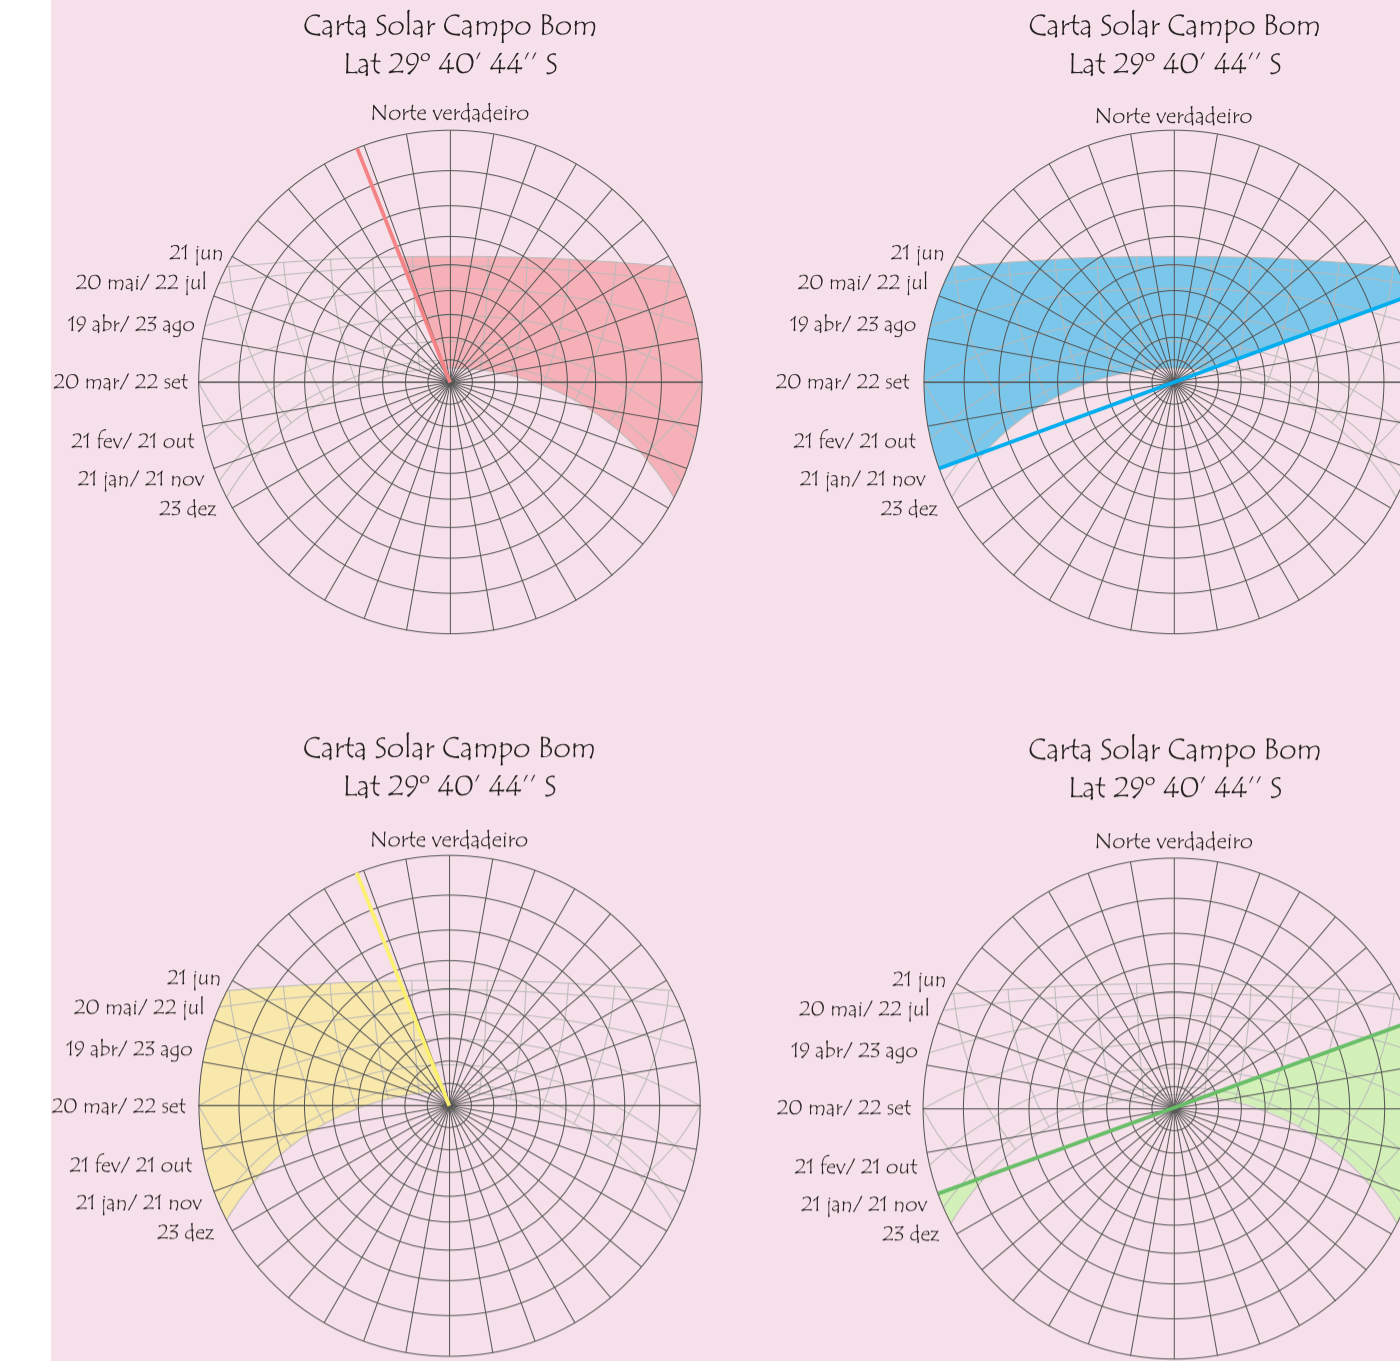 Carta Solar Campo Bom
Lat 29º 40' 44'' S
Norte verdadeiro
21 jun
20 mai/ 22 jul
19 abr/ 23 ago
20 mar/ 22 set
21 fev/ 21 out
21 jan/ 21 nov
23 dez
Carta Solar Campo Bom
Lat 29º 40' 44'' S
Norte verdadeiro
21 jun
20 mai/ 22 jul
19 abr/ 23 ago
20 mar/ 22 set
21 fev/ 21 out
21 jan/ 21 nov
23 dez
Carta Solar Campo Bom
Lat 29º 40' 44'' S
Norte verdadeiro
21 jun
20 mai/ 22 jul
19 abr/ 23 ago
20 mar/ 22 set
21 fev/ 21 out
21 jan/ 21 nov
23 dez
Carta Solar Campo Bom
Lat 29º 40' 44'' S
Norte verdadeiro
21 jun
20 mai/ 22 jul
19 abr/ 23 ago
20 mar/ 22 set
21 fev/ 21 out
21 jan/ 21 nov
23 dez